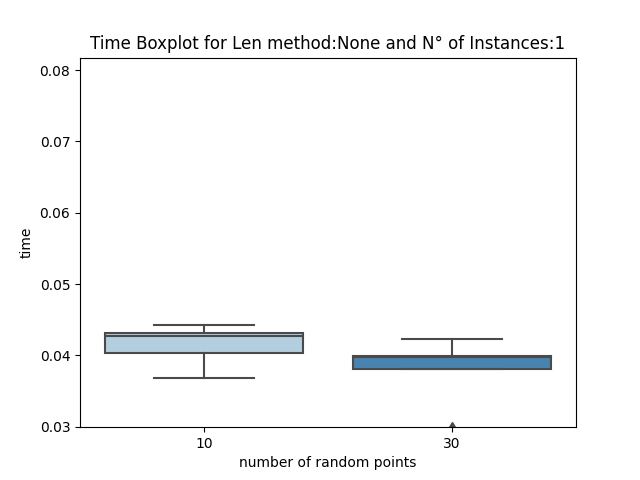 Time Boxplot for Len method:None and N° of Instances:1
0.08
0.07
0.06
0.05
0.04
0.03
time
10
30
number of random points